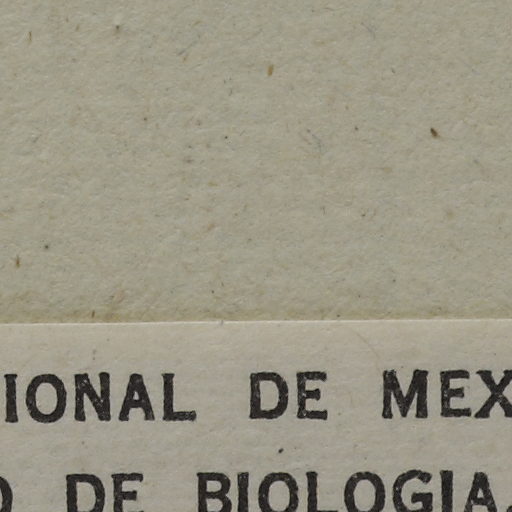 IONAL DE MEX
O DE BIOLOGIA.